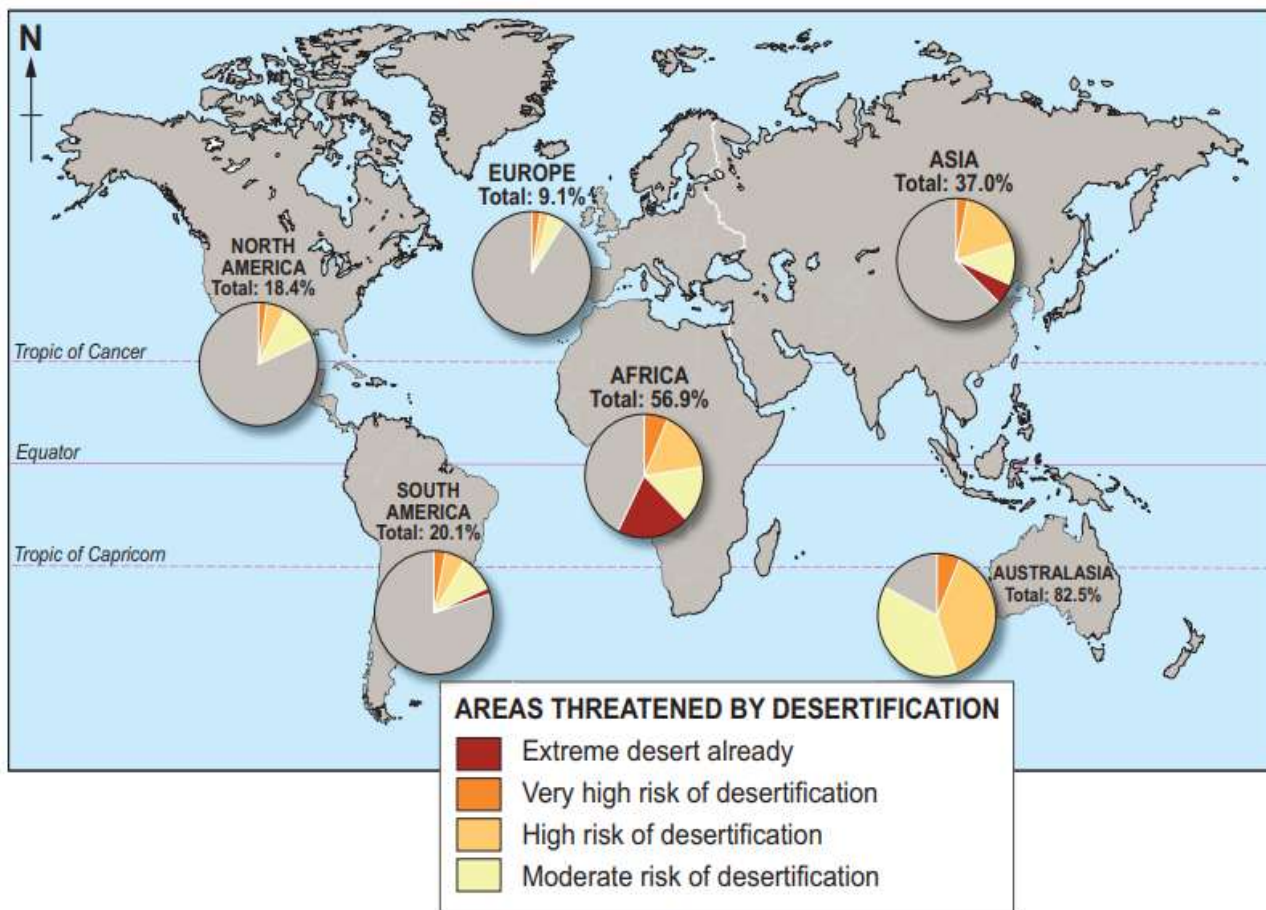 N
EUROPE
Total: 9.1%
ASIA
Total: 37.0%
NORTH
AMERICA
Total: 18.4%
Tropic of Cancer
AFRICA
Total: 56.9%
Equator
SOUTH
AMERICA
Total: 20.1%
Tropic of Capricorn
AUSTRALASIA
Total: 82.5%
AREAS THREATENED BY DESERTIFICATION
Extreme desert already
Very high risk of desertification
High risk of desertification
Moderate risk of desertification